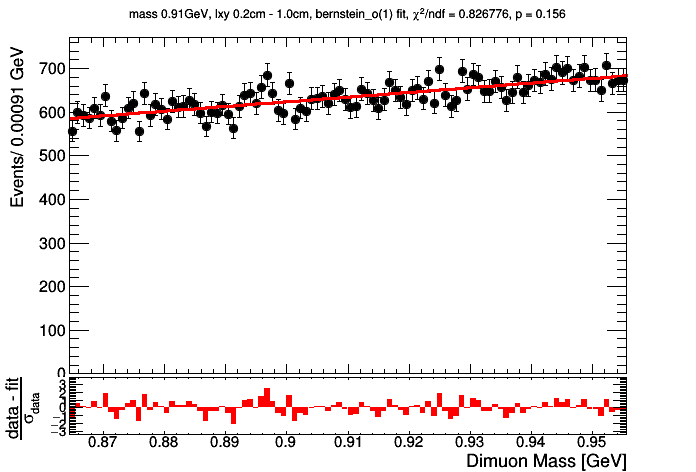 mass 0.91GeV, lxy 0.2cm - 1.0cm, bernstein_o(1) fit, χ²/ndf = 0.826776, p = 0.156
Events/ 0.00091 GeV
700
600
500
400
300
200
100
0
data - fit
σdata
3
2
1
0
−1
−2
−3
0.87 0.88 0.89 0.9 0.91 0.92 0.93 0.94 0.95
Dimuon Mass [GeV]